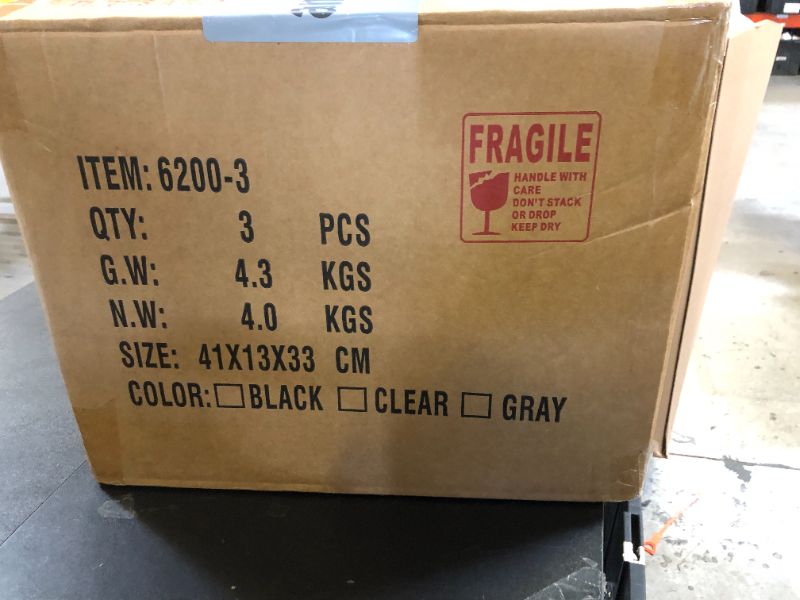 ITEM: 6200-3
QTY: 3 PCS
G.W: 4.3 KGS
N.W: 4.0 KGS
SIZE: 41X13X33 CM
COLOR: BLACK CLEAR GRAY
FRAGILE
HANDLE WITH
CARE
DON'T STACK
OR DROP
KEEP DRY